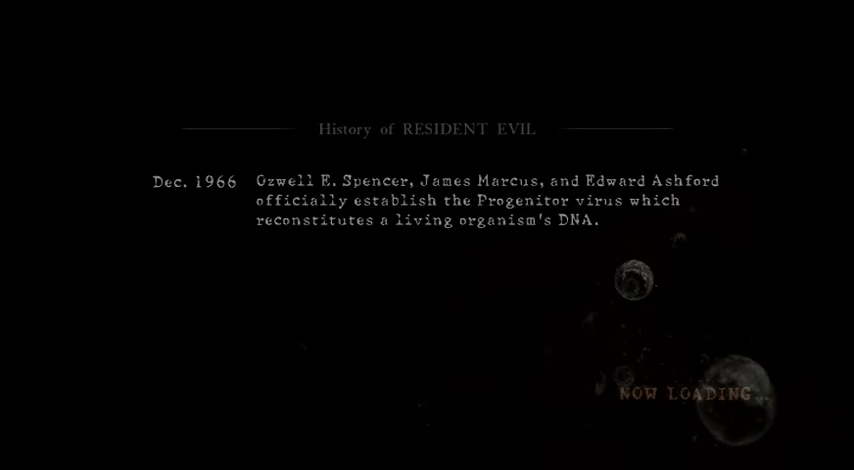 History of RESIDENT EVIL
Dec. 1966 Ozwell E. Spencer, James Marcus, and Edward Ashford
officially establish the Progenitor virus which
reconstitutes a living organism's DNA.
NOW LOADING...